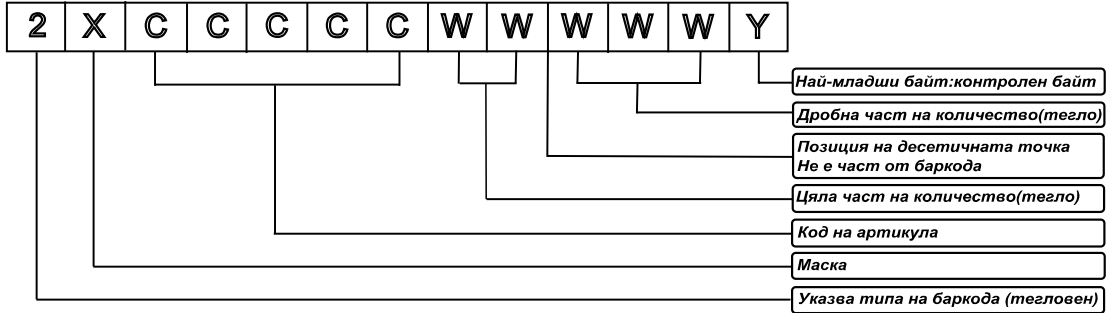 2 X C C C C C W W W W W Y
Най-младши байт:контролен байт
Дробна част на количество(тегло)
Позиция на десетичната точка
Не е част от баркода
Цяла част на количество(тегло)
Код на артикула
Маска
Указва типа на баркода (тегловен)